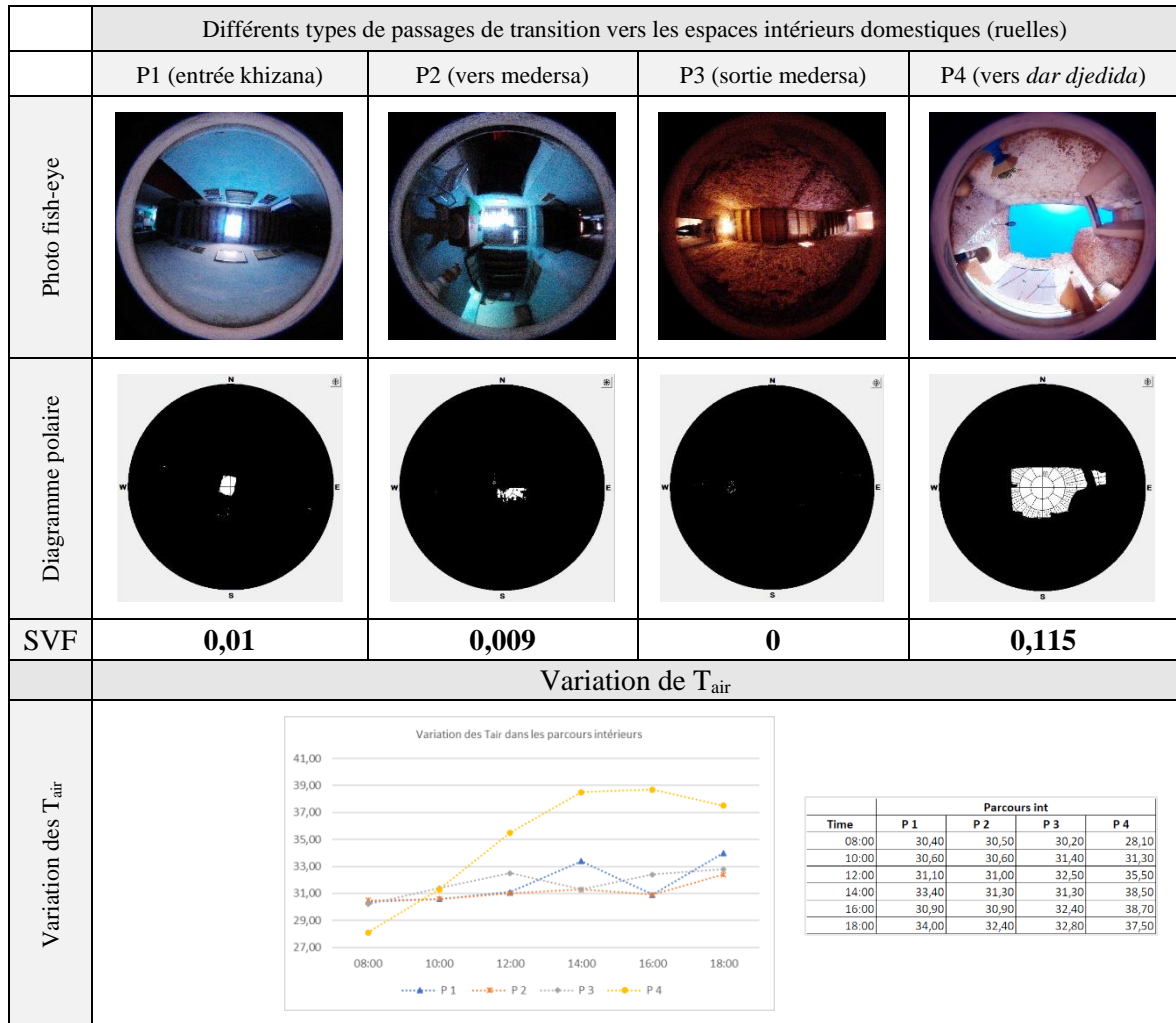 Différents types de passages de transition vers les espaces intérieurs domestiques (ruelles)
P1 (entrée khizana) P2 (vers medersa) P3 (sortie medersa) P4 (vers dar djedida)
Photo fish-eye
Diagramme polaire
N N N N
W E W E W E W E
S S S S
SVF 0,01 0,009 0 0,115
Variation de Tair
Variation des Tair
Variation des Tair dans les parcours intérieurs
41,00
39,00
37,00
35,00
33,00
31,00
29,00
27,00
08:00 10:00 12:00 14:00 16:00 18:00
P 1 P 2 P 3 P 4
Parcours int
Time P 1 P 2 P 3 P 4
08:00 30,40 30,50 30,20 28,10
10:00 30,60 30,60 31,40 31,30
12:00 31,10 31,00 32,50 35,50
14:00 33,40 31,30 31,30 38,50
16:00 30,90 30,90 32,40 38,70
18:00 34,00 32,40 32,80 37,50